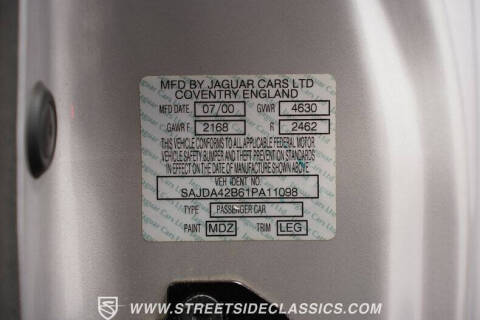 MFD BY JAGUAR CARS LTD
COVENTRY ENGLAND
MFD DATE 07/00 GVWR 4630
GAWR F 2168 R 2462
THIS VEHICLE CONFORMS TO ALL APPLICABLE FEDERAL MOTOR
VEHICLE SAFETY, BUMPER AND THEFT PREVENTION STANDARDS
IN EFFECT ON THE DATE OF MANUFACTURE SHOWN ABOVE.
VEH IDENT NO.
SAJDA42B61PA11098
TYPE PASSENGER CAR
PAINT MDZ TRIM LEG
WWW.STREETSIDECLASSICS.COM